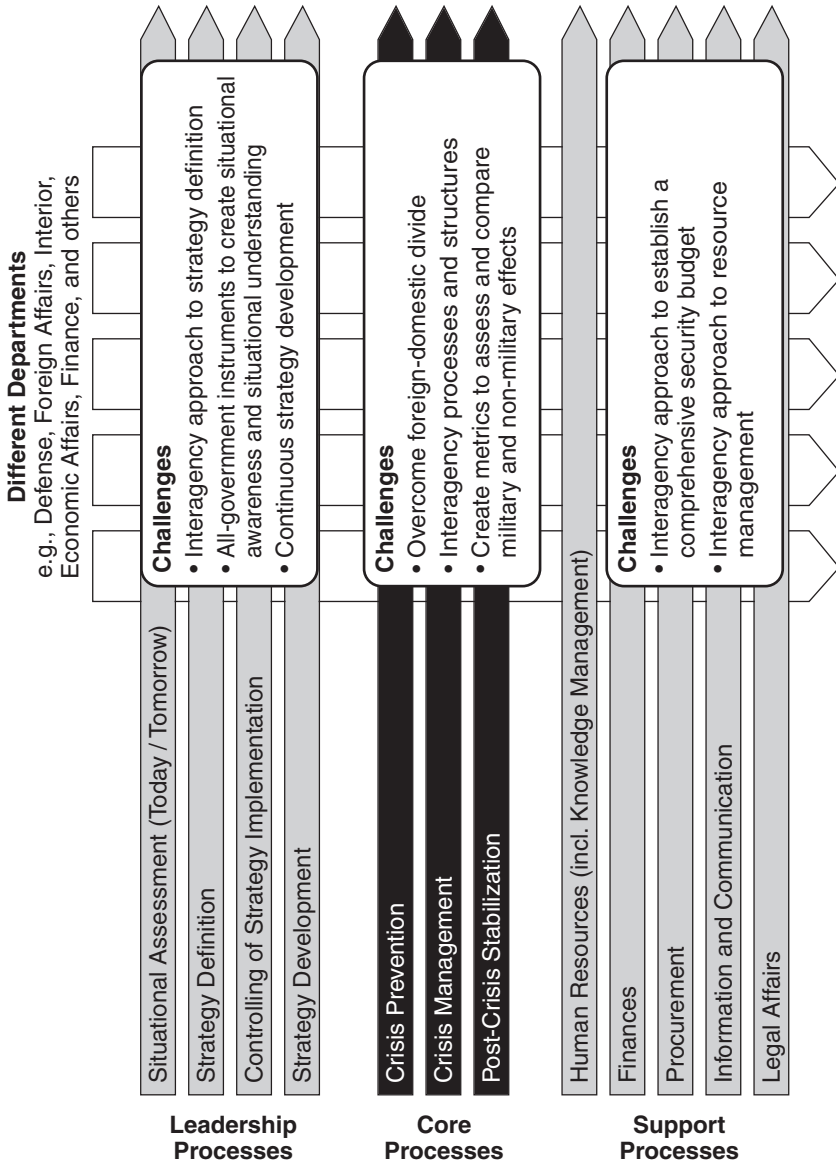 Different Departments
e.g., Defense, Foreign Affairs, Interior,
Economic Affairs, Finance, and others
Leadership
Processes
Situational Assessment (Today / Tomorrow)
Strategy Definition
Controlling of Strategy Implementation
Strategy Development
Challenges
• Interagency approach to strategy definition
• All-government instruments to create situational
awareness and situational understanding
• Continuous strategy development
Core
Processes
Crisis Prevention
Crisis Management
Post-Crisis Stabilization
Challenges
• Overcome foreign-domestic divide
• Interagency processes and structures
• Create metrics to assess and compare
military and non-military effects
Support
Processes
Human Resources (incl. Knowledge Management)
Finances
Procurement
Information and Communication
Legal Affairs
Challenges
• Interagency approach to establish a
comprehensive security budget
• Interagency approach to resource
management